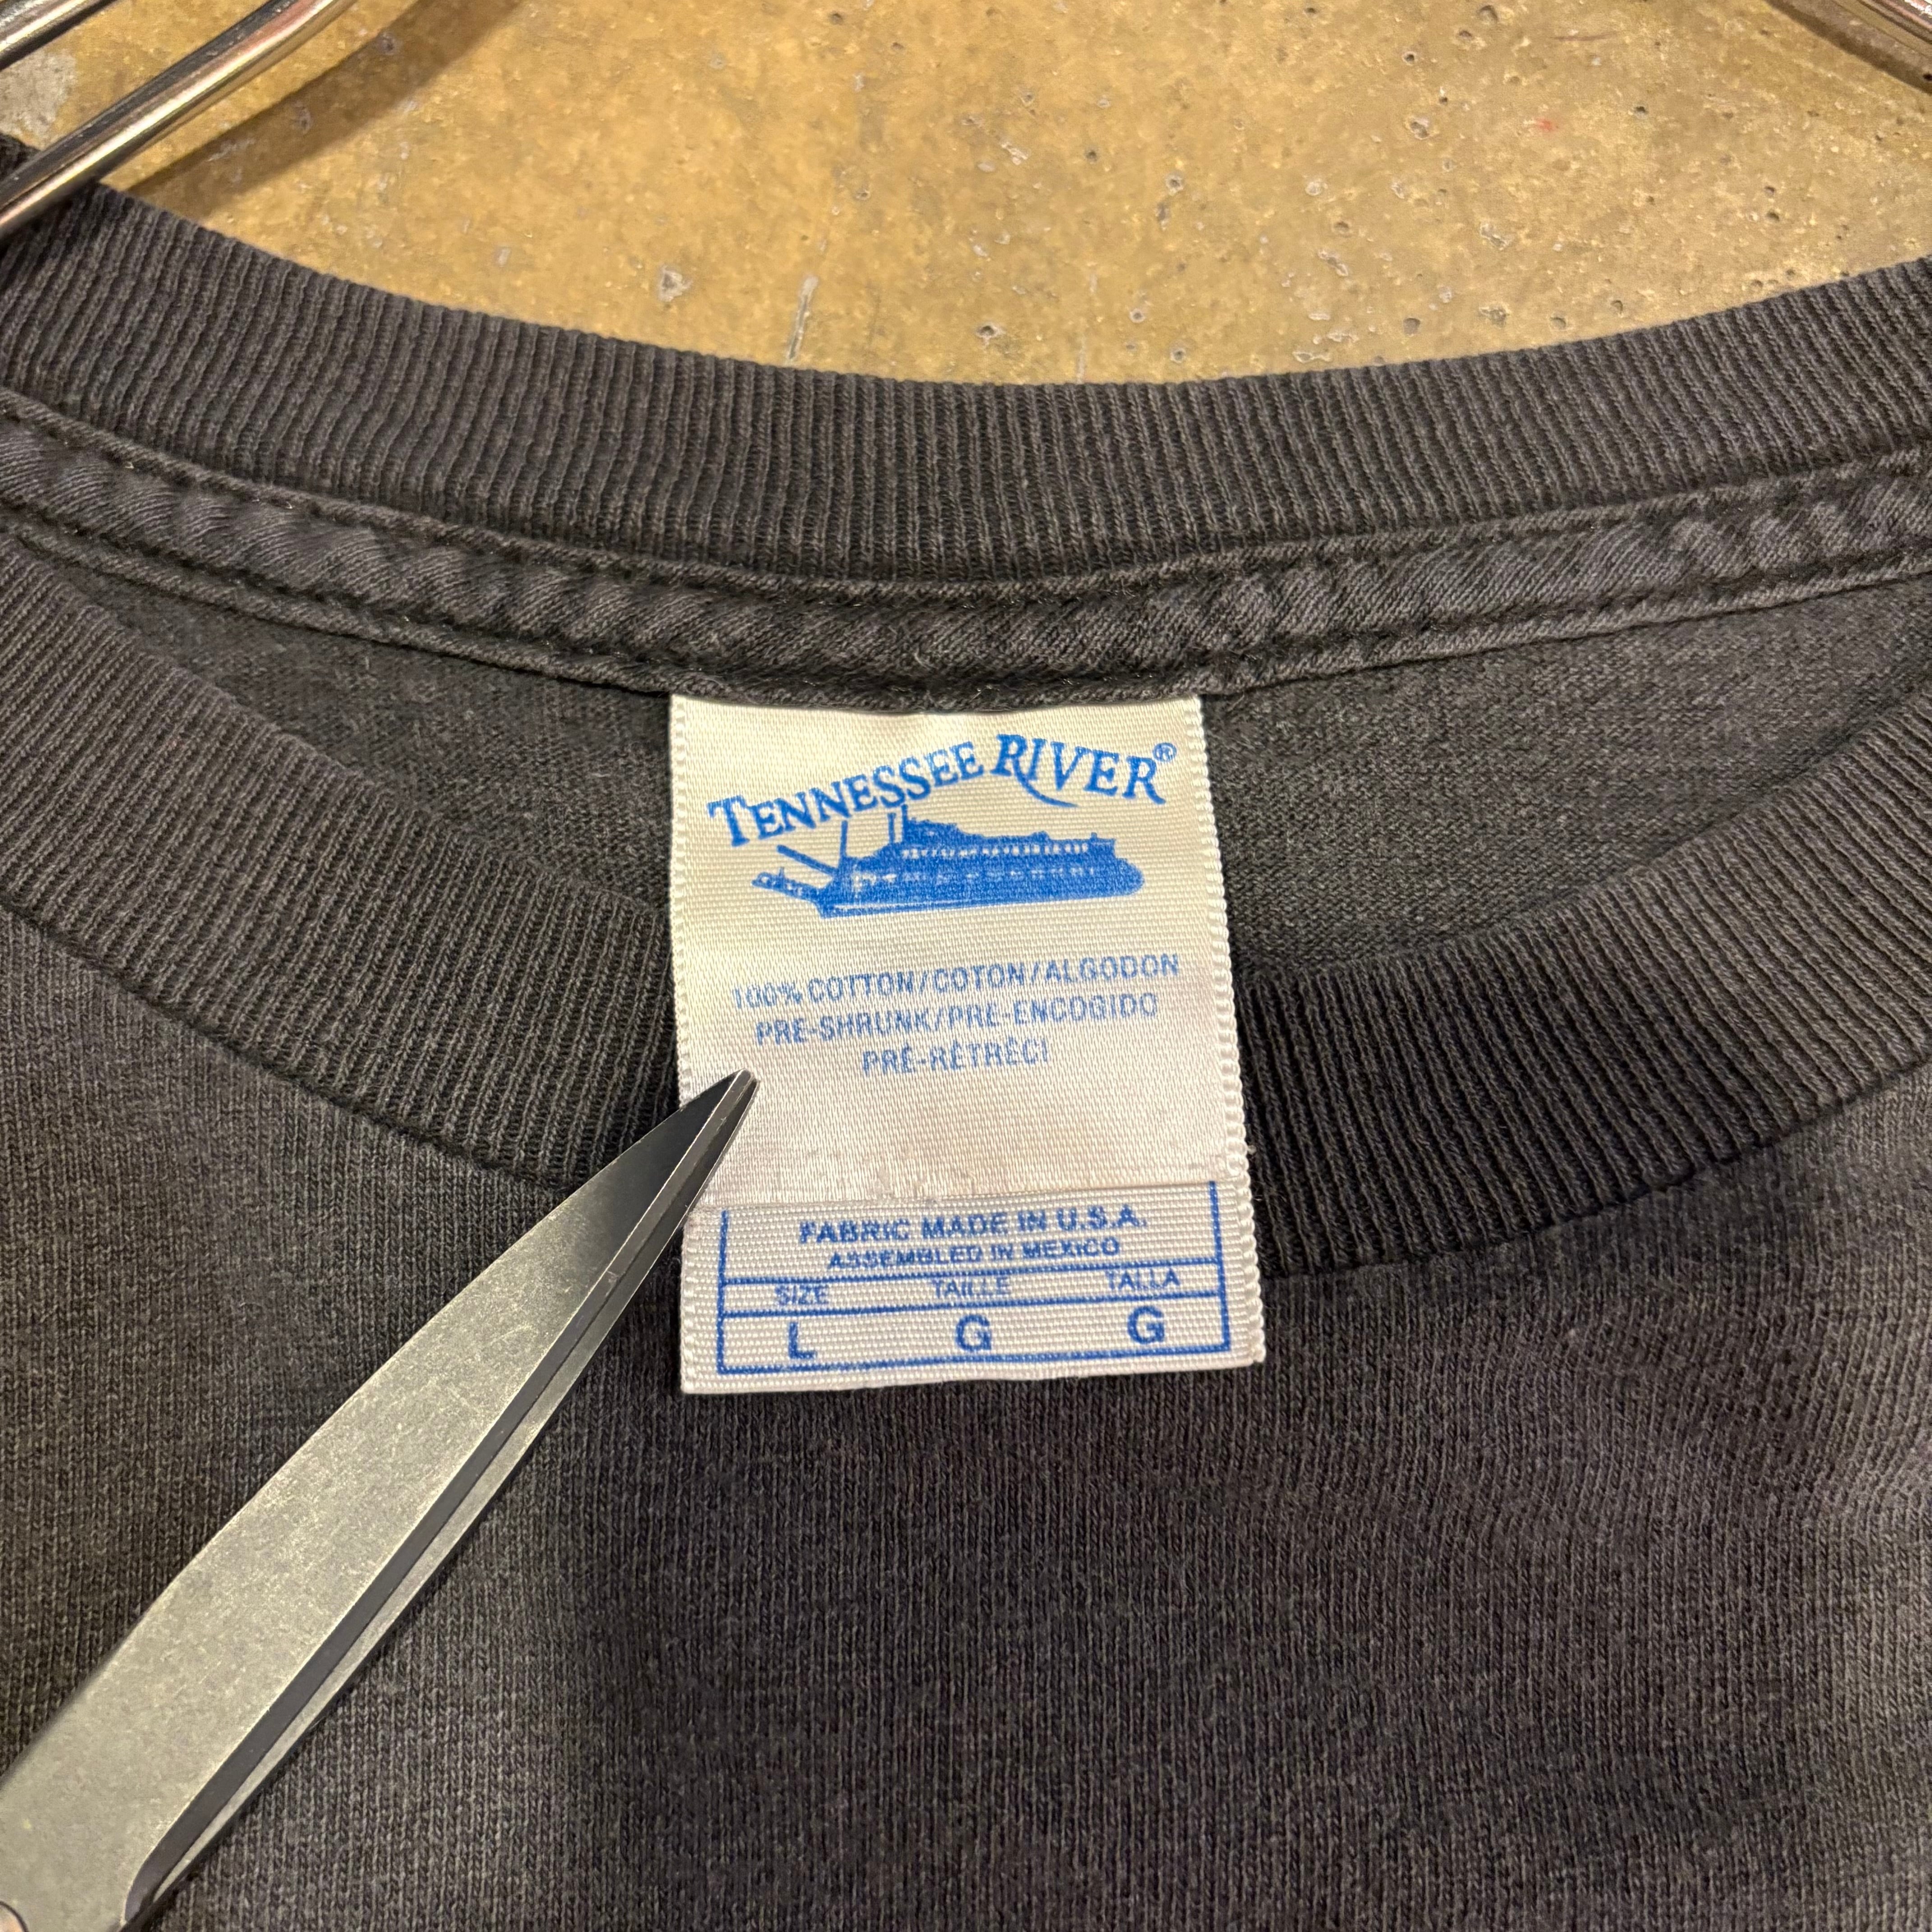 TENNESSEE RIVER®
100% COTTON/COTON/ALGODON
PRE-SHRUNK/PRE-ENCOGIDO
PRÉ-RÉTRÉCI
FABRIC MADE IN U.S.A.
ASSEMBLED IN MEXICO
SIZE TAILLE TALLA
L G G